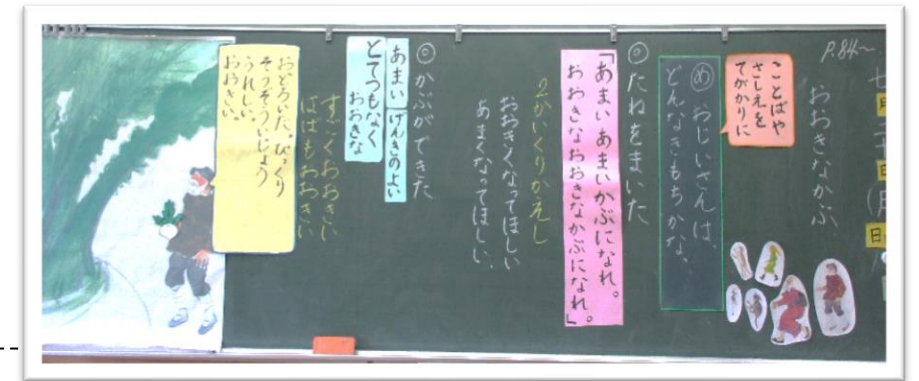 七月
日
P.84〜
おおきなかぶ
ことばや
さしえを
てがかりに
め おじいさんは、
どんなきもちかな。
◎たねをまいた
「あまい あまいかぶになれ。
おおきなおおきなかぶになれ」。
2かいくりかえし
おおきくなってほしい
あまくなってほしい、
◎かぶができた
あまい げんきのよい
とてつもなく
おおきな
すごくおおきい
はばもおおきい
おどろいた。びっくり
そうぞういじょう
うれしい。
おおきい。